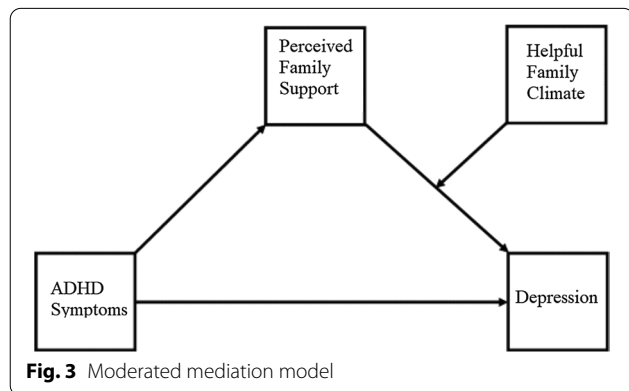 Perceived
Family
Support
Helpful
Family
Climate
ADHD
Symptoms
Depression
Fig. 3 Moderated mediation model